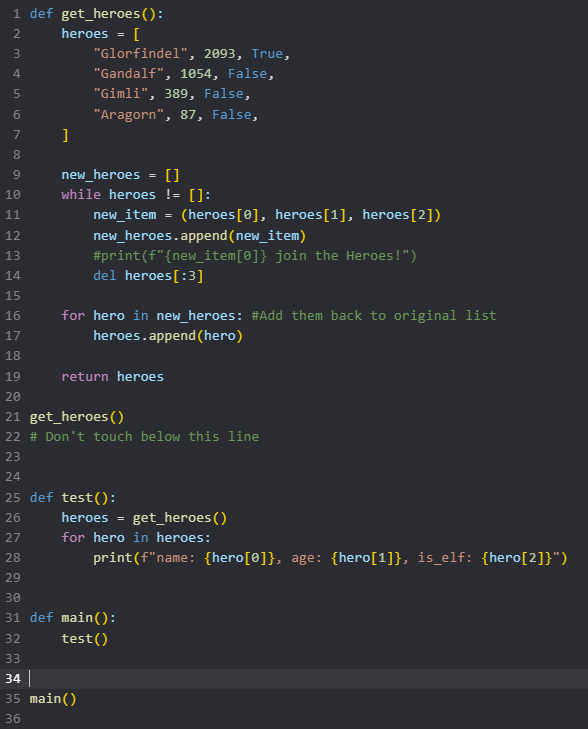 1 def get_heroes():
2     heroes = [
3         "Glorfindel", 2093, True,
4         "Gandalf", 1054, False,
5         "Gimli", 389, False,
6         "Aragorn", 87, False,
7     ]
8
9     new_heroes = []
10     while heroes != []:
11         new_item = (heroes[0], heroes[1], heroes[2])
12         new_heroes.append(new_item)
13         #print(f"{new_item[0]} join the Heroes!")
14         del heroes[:3]
15
16     for hero in new_heroes: #Add them back to original list
17         heroes.append(hero)
18
19     return heroes
20
21 get_heroes()
22 # Don't touch below this line
23
24
25 def test():
26     heroes = get_heroes()
27     for hero in heroes:
28         print(f"name: {hero[0]}, age: {hero[1]}, is_elf: {hero[2]}")
29
30
31 def main():
32     test()
33
34
35 main()
36